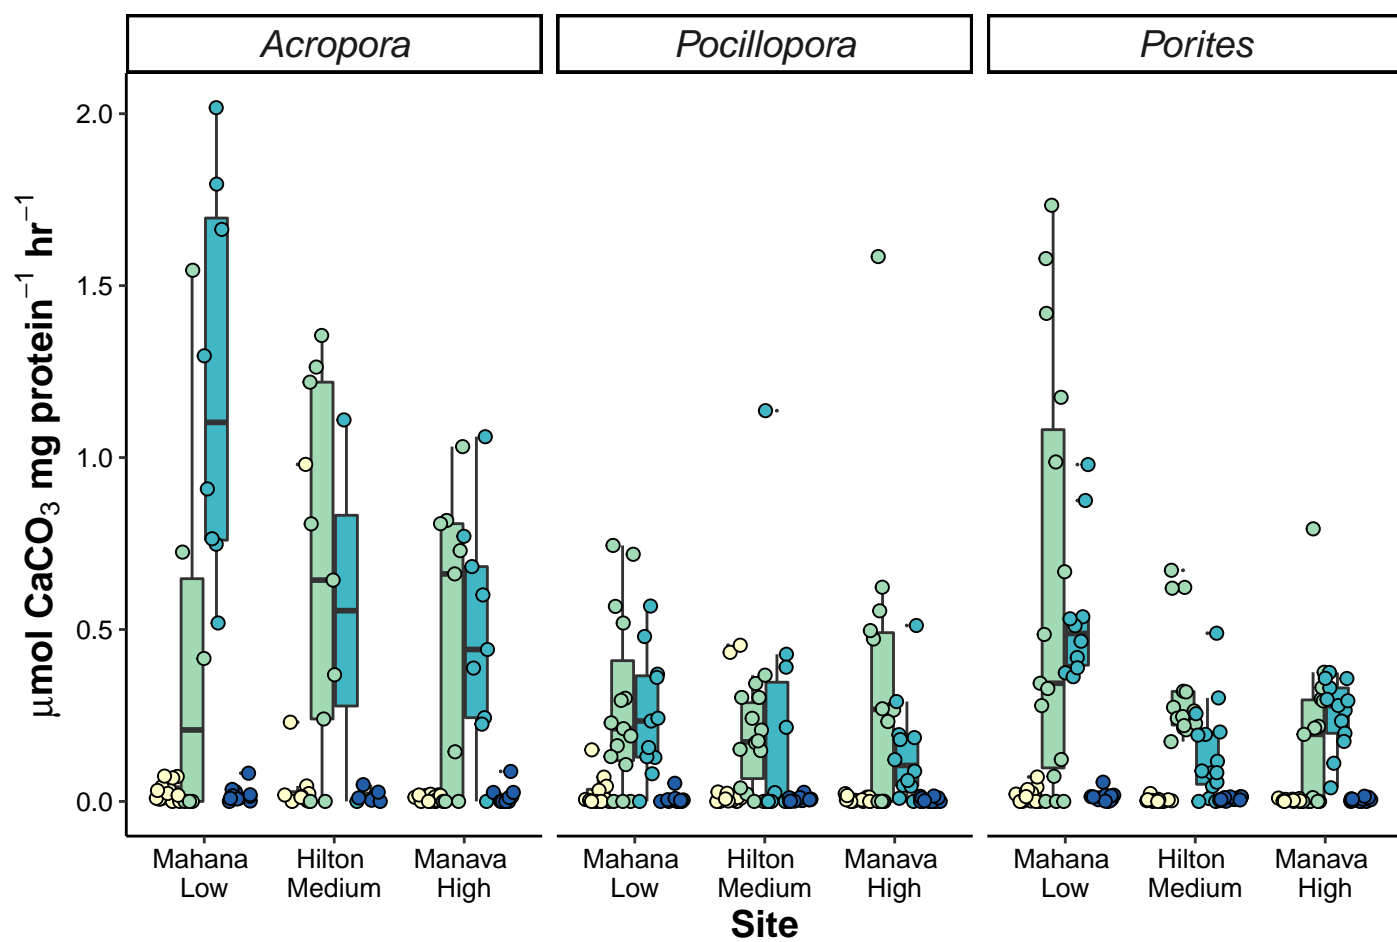 Acropora
Pocillopora
Porites
µmol CaCO₃ mg protein⁻¹ hr⁻¹
2.0
1.5
1.0
0.5
0.0
Mahana Low
Hilton Medium
Manava High
Mahana Low
Hilton Medium
Manava High
Mahana Low
Hilton Medium
Manava High
Site